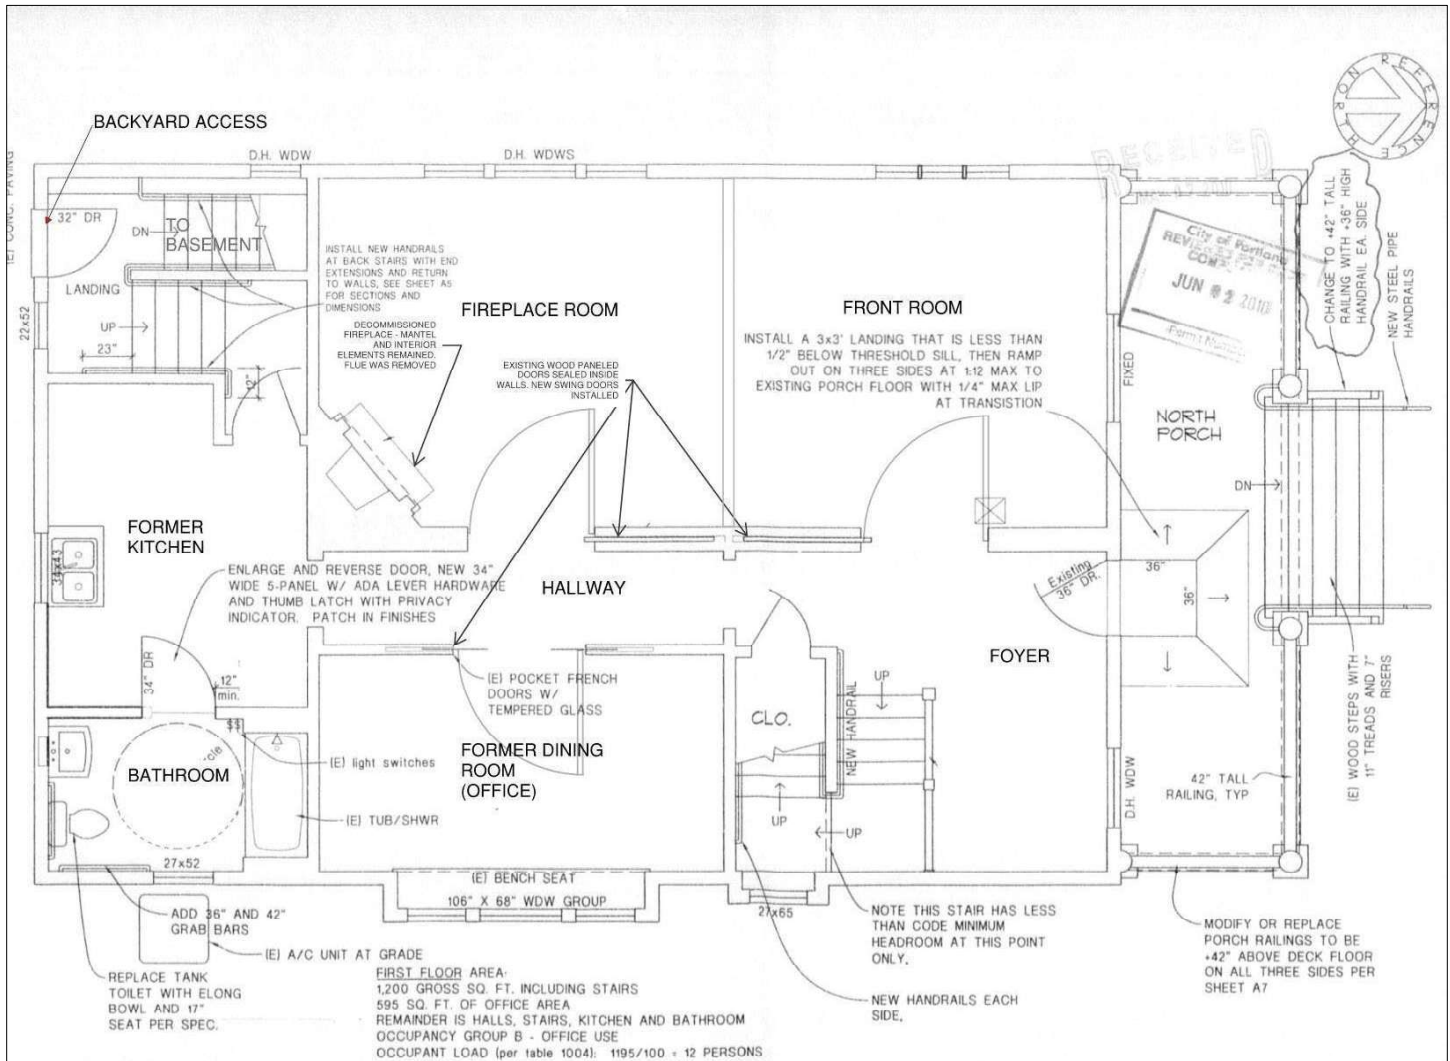 NORTH REFERENCE
BACKYARD ACCESS
D.H. WDW
D.H. WDWS
(E) CONC. PAVING
32" DR
DN
TO
BASEMENT
LANDING
UP
23"
22x52
12"
INSTALL NEW HANDRAILS
AT BACK STAIRS WITH END
EXTENSIONS AND RETURN
TO WALLS, SEE SHEET A5
FOR SECTIONS AND
DIMENSIONS
FIREPLACE ROOM
DECOMMISSIONED
FIREPLACE - MANTEL
AND INTERIOR
ELEMENTS REMAINED.
FLUE WAS REMOVED
EXISTING WOOD PANELED
DOORS SEALED INSIDE
WALLS. NEW SWING DOORS
INSTALLED
FRONT ROOM
INSTALL A 3x3' LANDING THAT IS LESS THAN
1/2" BELOW THRESHOLD SILL, THEN RAMP
OUT ON THREE SIDES AT 1:12 MAX TO
EXISTING PORCH FLOOR WITH 1/4" MAX LIP
AT TRANSISTION
FIXED
City of Portland
JUN 02 2010
CHANGE TO +42" TALL
RAILING WITH +36" HIGH
HANDRAIL EA. SIDE
NEW STEEL PIPE
HANDRAILS
NORTH
PORCH
DN
FORMER
KITCHEN
34x43
ENLARGE AND REVERSE DOOR, NEW 34"
WIDE 5-PANEL W/ ADA LEVER HARDWARE
AND THUMB LATCH WITH PRIVACY
INDICATOR. PATCH IN FINISHES
HALLWAY
Existing
36" DR.
36"
36"
FOYER
34" DR
12"
min.
(E) POCKET FRENCH
DOORS W/
TEMPERED GLASS
CLO.
NEW HANDRAIL
UP
UP
UP
BATHROOM
$$
(E) light switches
FORMER DINING
ROOM
(OFFICE)
(E) TUB/SHWR
D.H. WDW
42" TALL
RAILING, TYP
(E) WOOD STEPS WITH
11" TREADS AND 7"
RISERS
27x52
(E) BENCH SEAT
106" X 68" WDW GROUP
27x65
ADD 36" AND 42"
GRAB BARS
(E) A/C UNIT AT GRADE
REPLACE TANK
TOILET WITH ELONG
BOWL AND 17"
SEAT PER SPEC.
NOTE THIS STAIR HAS LESS
THAN CODE MINIMUM
HEADROOM AT THIS POINT
ONLY.
NEW HANDRAILS EACH
SIDE.
MODIFY OR REPLACE
PORCH RAILINGS TO BE
+42" ABOVE DECK FLOOR
ON ALL THREE SIDES PER
SHEET A7
FIRST FLOOR AREA:
1,200 GROSS SQ. FT. INCLUDING STAIRS
595 SQ. FT. OF OFFICE AREA
REMAINDER IS HALLS, STAIRS, KITCHEN AND BATHROOM
OCCUPANCY GROUP B - OFFICE USE
OCCUPANT LOAD (per table 1004): 1195/100 = 12 PERSONS